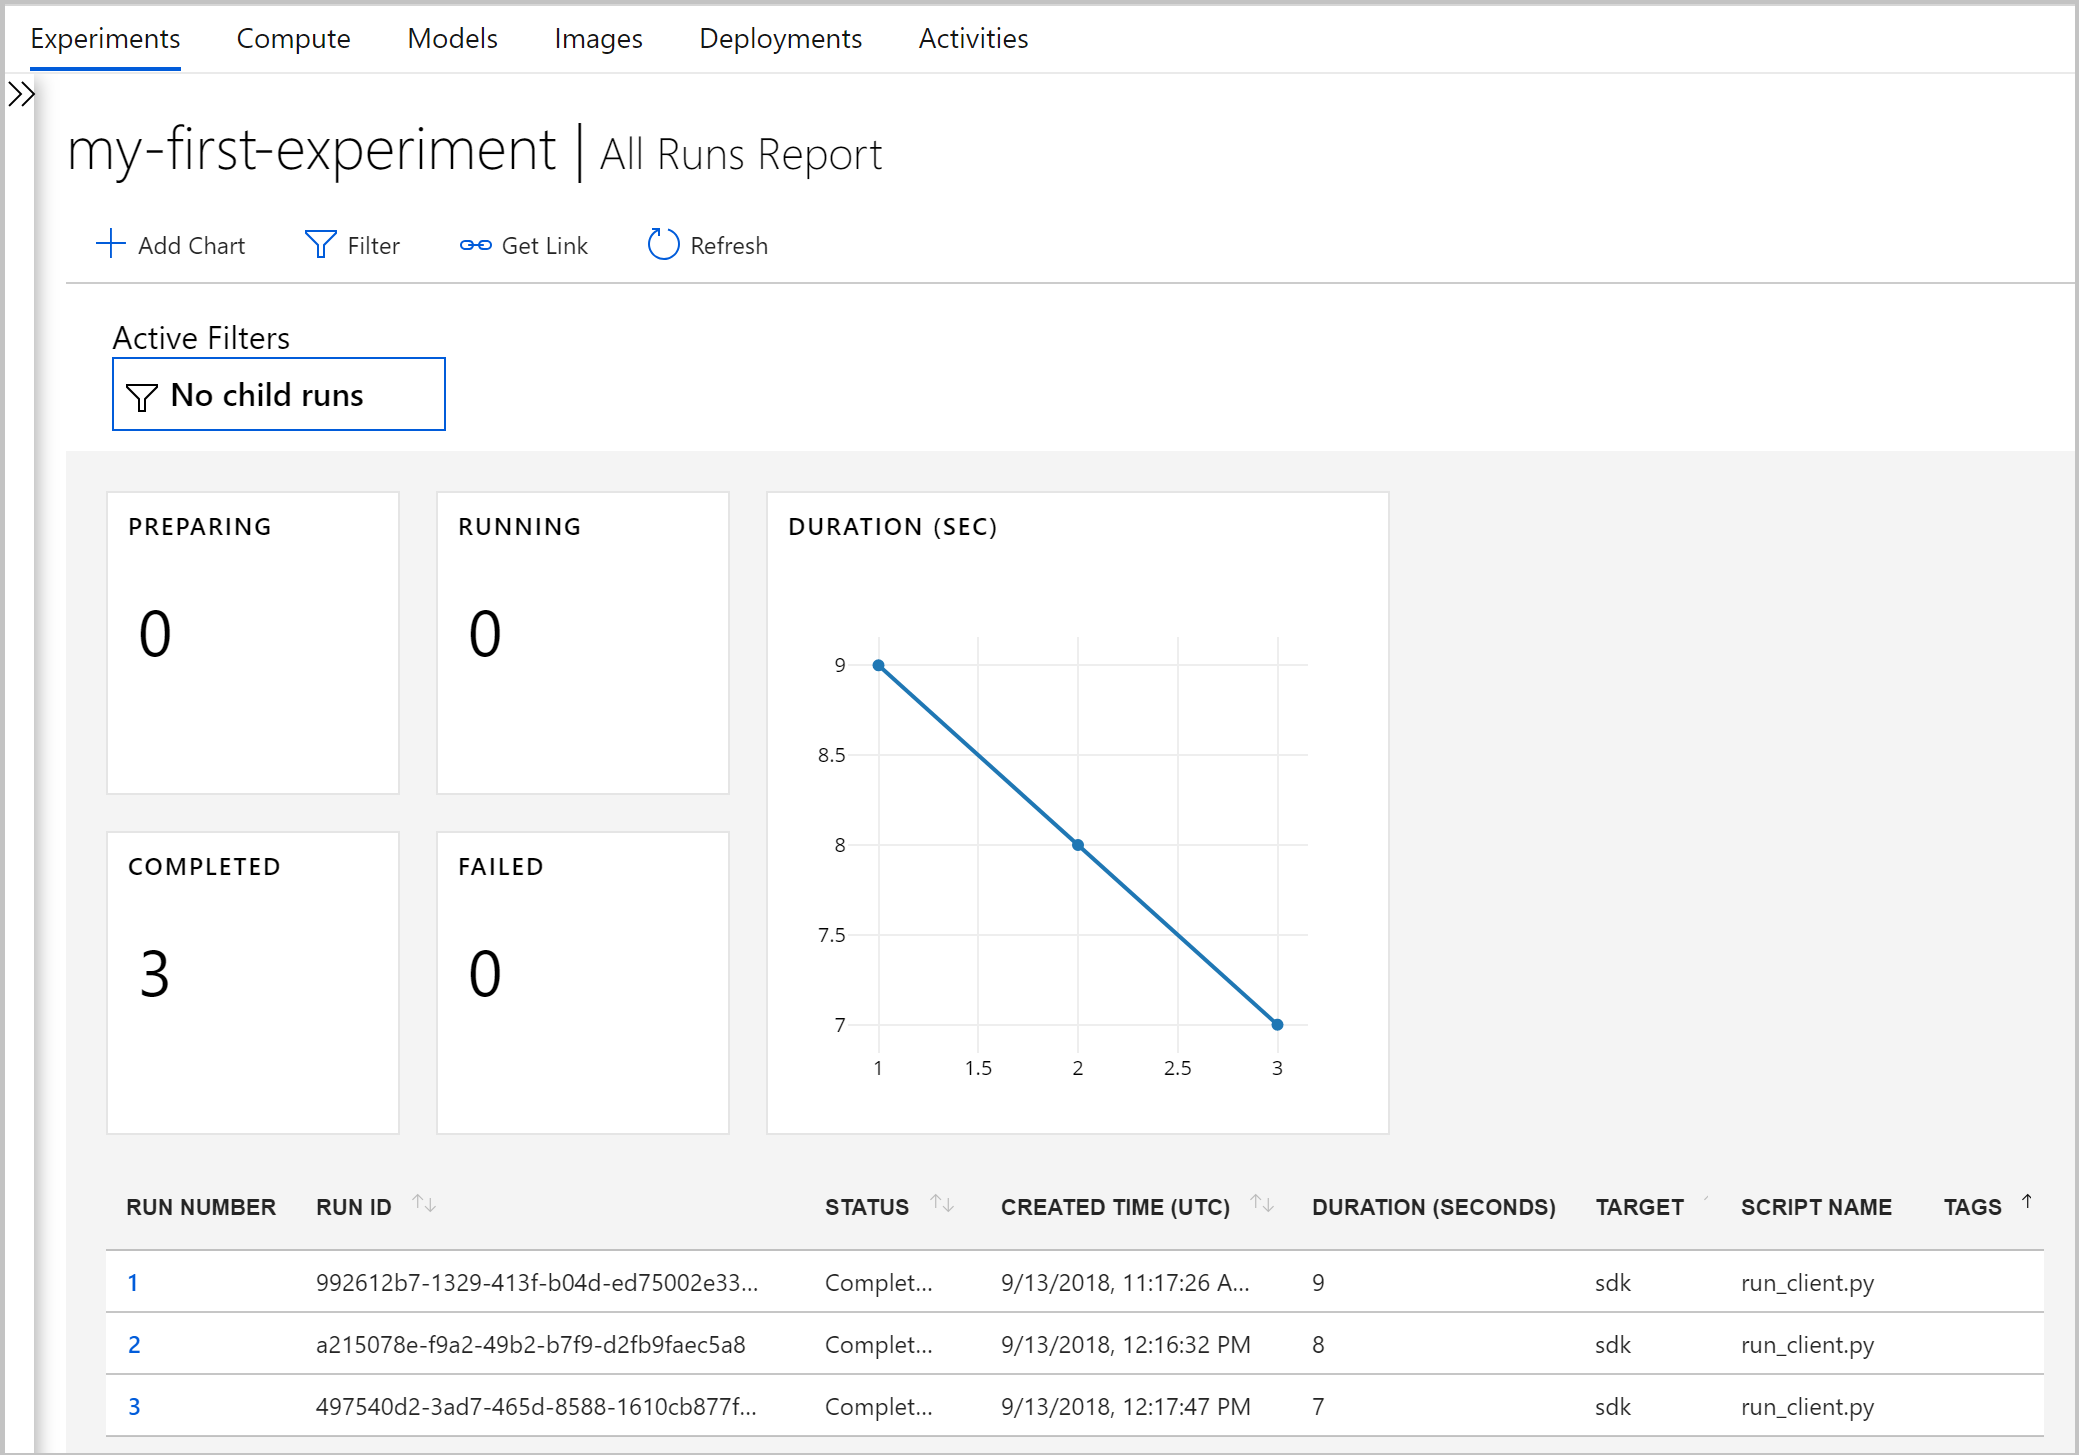 Experiments Compute Models Images Deployments Activities
my-first-experiment | All Runs Report
Add Chart Filter Get Link Refresh
Active Filters
No child runs
PREPARING
0
RUNNING
0
COMPLETED
3
FAILED
0
DURATION (SEC)
9
8.5
8
7.5
7
1 1.5 2 2.5 3
RUN NUMBER RUN ID STATUS CREATED TIME (UTC) DURATION (SECONDS) TARGET SCRIPT NAME TAGS
1 992612b7-1329-413f-b04d-ed75002e33... Complet... 9/13/2018, 11:17:26 A... 9 sdk run_client.py
2 a215078e-f9a2-49b2-b7f9-d2fb9faec5a8 Complet... 9/13/2018, 12:16:32 PM 8 sdk run_client.py
3 497540d2-3ad7-465d-8588-1610cb877f... Complet... 9/13/2018, 12:17:47 PM 7 sdk run_client.py